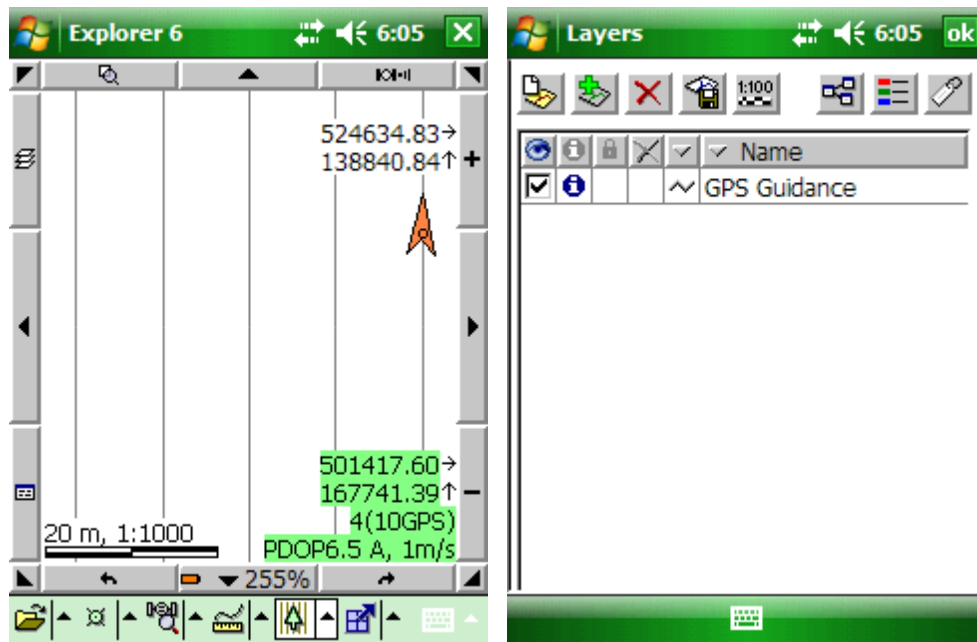 Explorer 6 6:05
524634.83→
138840.84↑ +
501417.60→
167741.39↑ −
4(10GPS)
20 m, 1:1000
PDOP6.5 A, 1m/s
255%
Layers 6:05 ok
1:100
Name
GPS Guidance